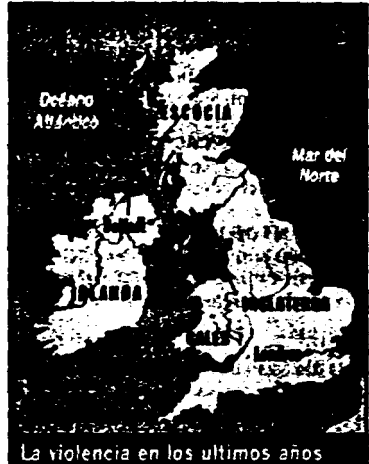 Océano
Atlántico
ESCOCIA
Mar del
Norte
IRLANDA
INGLATERRA
GALES
La violencia en los ultimos años